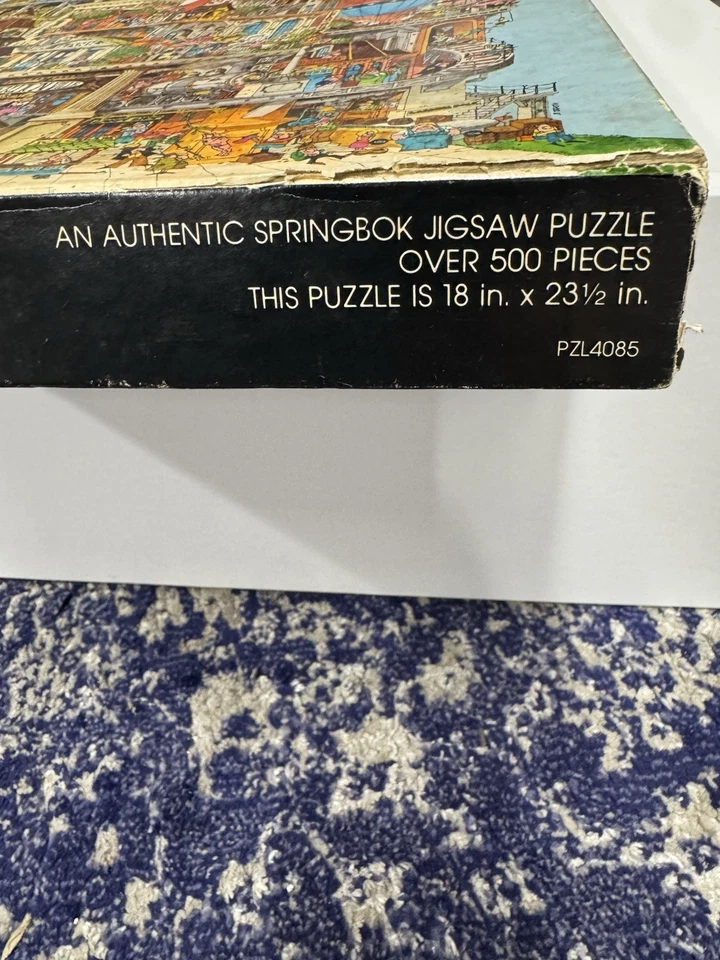 AN AUTHENTIC SPRINGBOK JIGSAW PUZZLE
OVER 500 PIECES
THIS PUZZLE IS 18 in. x 23½ in.
PZL4085